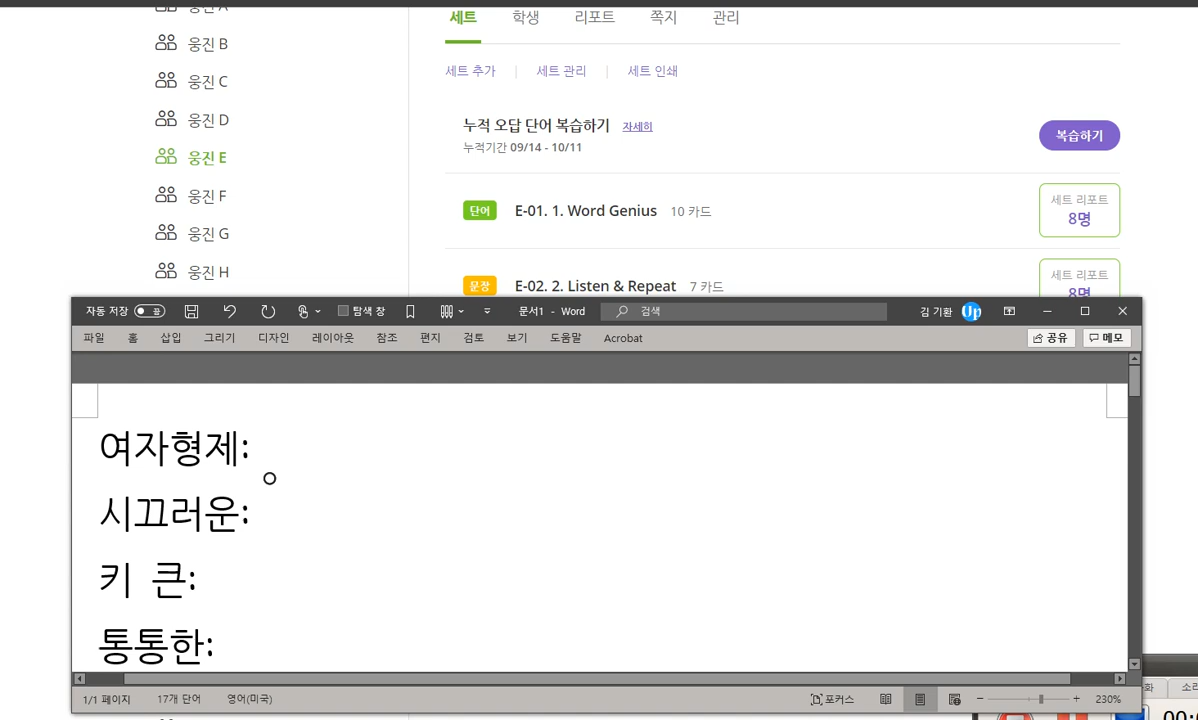 웅진 A
웅진 B
웅진 C
웅진 D
웅진 E
웅진 F
웅진 G
웅진 H
세트 학생 리포트 쪽지 관리
세트 추가 세트 관리 세트 인쇄
누적 오답 단어 복습하기 자세히
누적기간 09/14 - 10/11
복습하기
단어 E-01. 1. Word Genius 10 카드
세트 리포트
8명
문장 E-02. 2. Listen & Repeat 7 카드
세트 리포트
8명
자동 저장 끔 탐색 창 문서1 - Word 검색 김 기환 Up
파일 홈 삽입 그리기 디자인 레이아웃 참조 편지 검토 보기 도움말 Acrobat 공유 메모
여자형제:
시끄러운:
키 큰:
통통한:
1/1 페이지 17개 단어 영어(미국) 포커스 230%